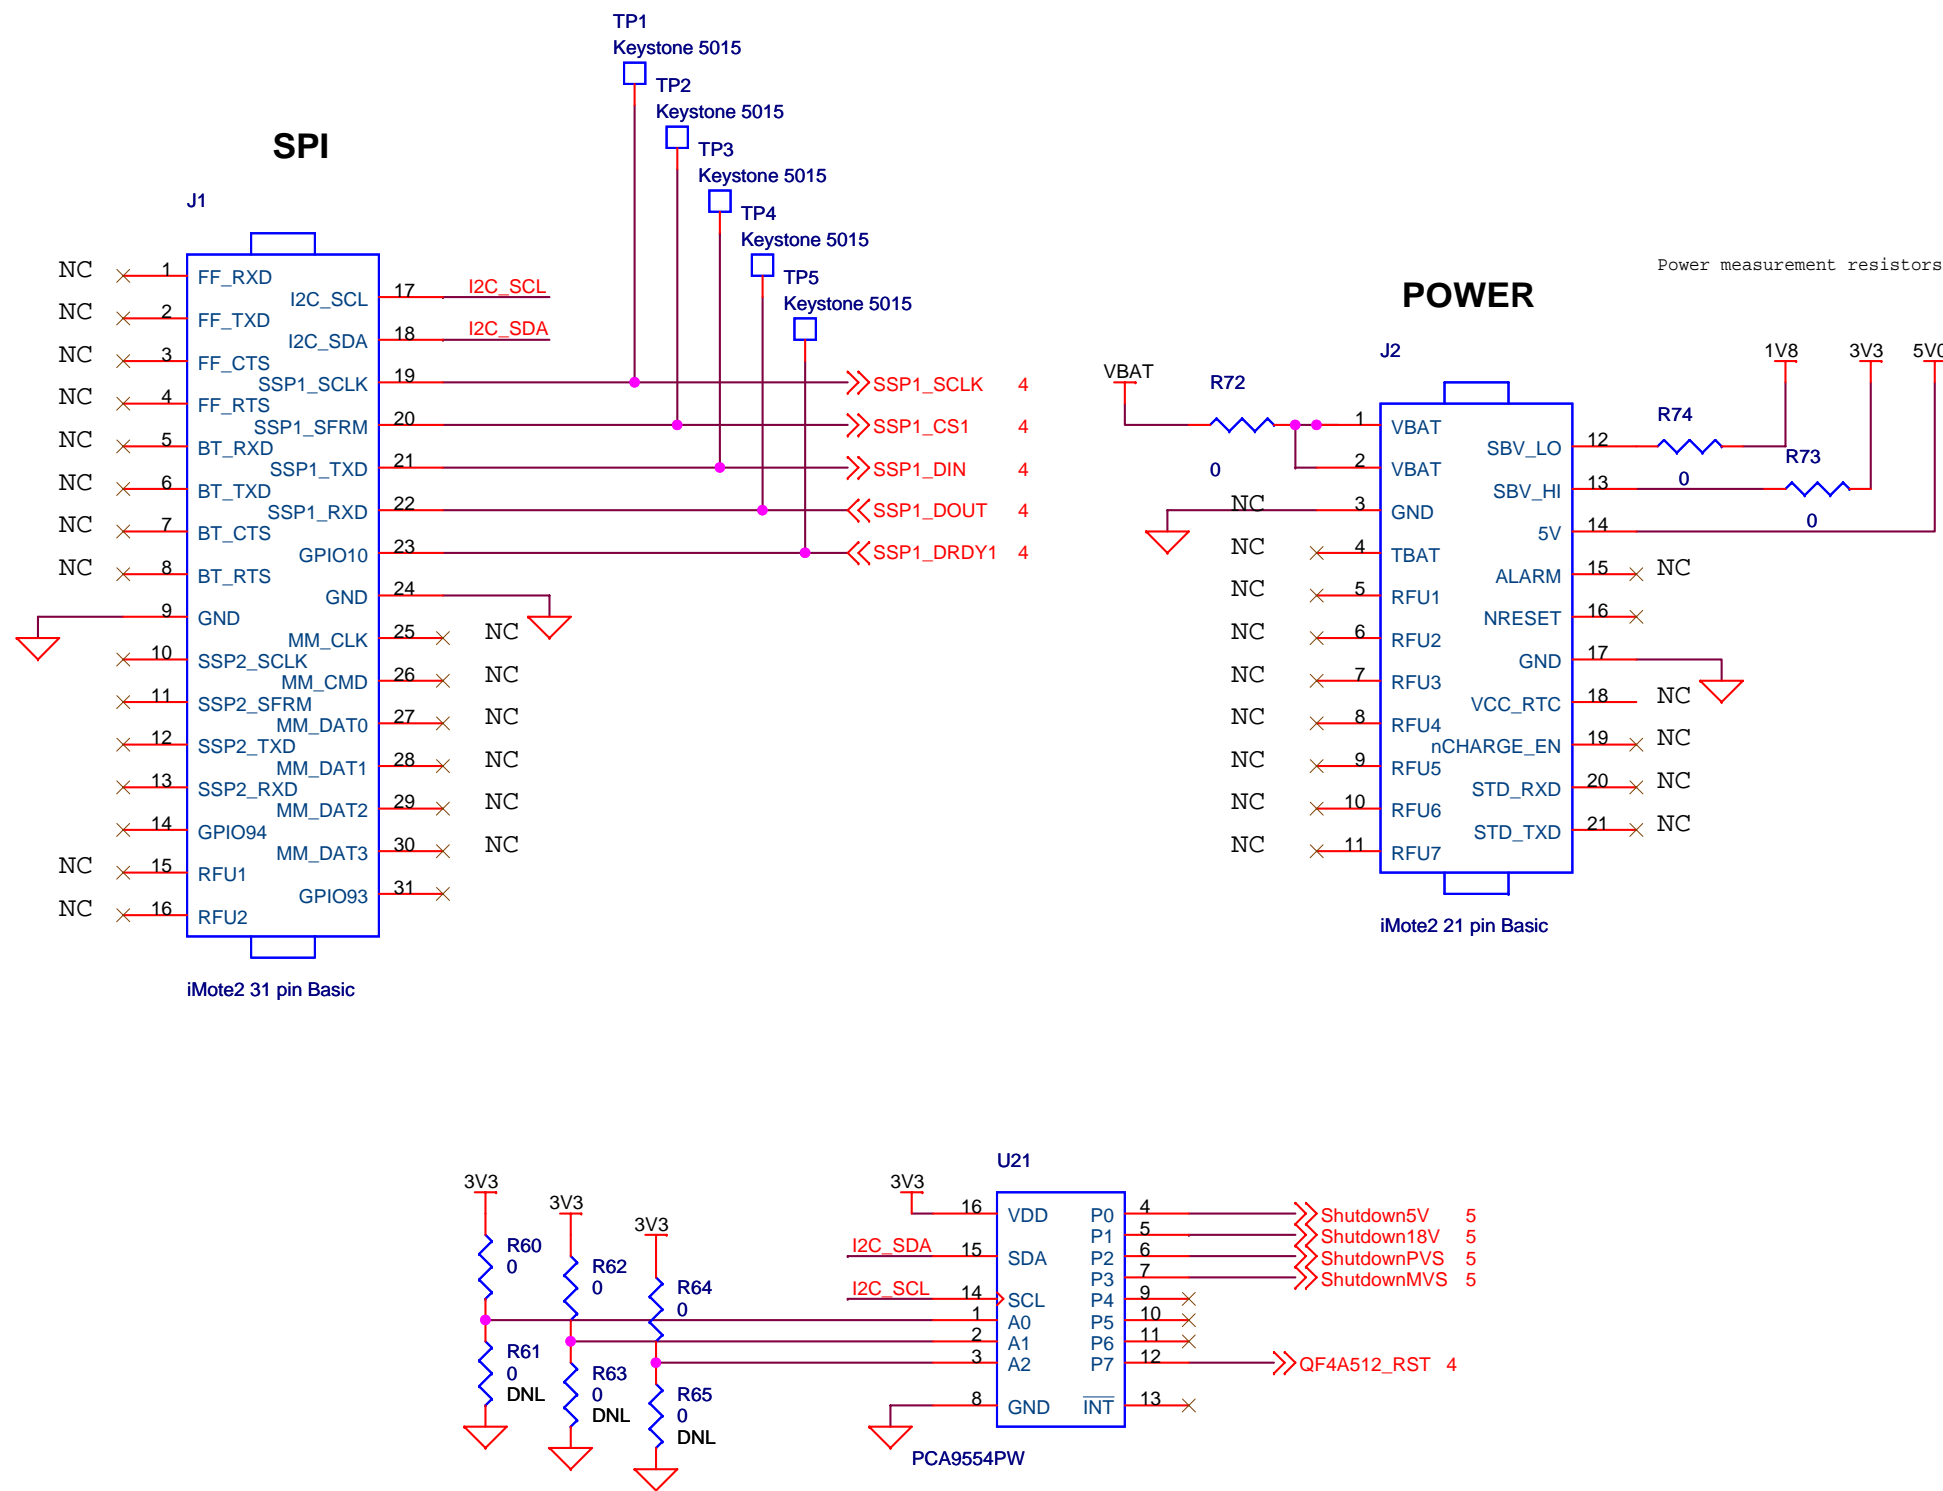 TP1
Keystone 5015
TP2
Keystone 5015
TP3
Keystone 5015
TP4
Keystone 5015
TP5
Keystone 5015
SPI
J1
NC 1 FF_RXD
NC 2 FF_TXD
NC 3 FF_CTS
NC 4 FF_RTS
NC 5 BT_RXD
NC 6 BT_TXD
NC 7 BT_CTS
NC 8 BT_RTS
9 GND
10 SSP2_SCLK
11 SSP2_SFRM
12 SSP2_TXD
13 SSP2_RXD
14 GPIO94
NC 15 RFU1
NC 16 RFU2
I2C_SCL 17 I2C_SCL
I2C_SDA 18 I2C_SDA
SSP1_SCLK 19 SSP1_SCLK 4
SSP1_SFRM 20 SSP1_CS1 4
SSP1_TXD 21 SSP1_DIN 4
SSP1_RXD 22 SSP1_DOUT 4
GPIO10 23 SSP1_DRDY1 4
GND 24
MM_CLK 25 NC
MM_CMD 26 NC
MM_DAT0 27 NC
MM_DAT1 28 NC
MM_DAT2 29 NC
MM_DAT3 30 NC
GPIO93 31
iMote2 31 pin Basic
Power measurement resistors
POWER
J2
VBAT
R72
0
1 VBAT
2 VBAT
NC 3 GND
NC 4 TBAT
NC 5 RFU1
NC 6 RFU2
NC 7 RFU3
NC 8 RFU4
NC 9 RFU5
NC 10 RFU6
NC 11 RFU7
1V8 3V3 5V0
R74
0
R73
0
SBV_LO 12
SBV_HI 13
5V 14
ALARM 15 NC
NRESET 16
GND 17
VCC_RTC 18 NC
nCHARGE_EN 19 NC
STD_RXD 20 NC
STD_TXD 21 NC
iMote2 21 pin Basic
3V3
R60
0
R61
0
DNL
3V3
R62
0
R63
0
DNL
3V3
R64
0
R65
0
DNL
U21
3V3
16 VDD
I2C_SDA 15 SDA
I2C_SCL 14 SCL
1 A0
2 A1
3 A2
8 GND
P0 4 Shutdown5V 5
P1 5 Shutdown18V 5
P2 6 ShutdownPVS 5
P3 7 ShutdownMVS 5
P4 9
P5 10
P6 11
P7 12 QF4A512_RST 4
INT 13
PCA9554PW